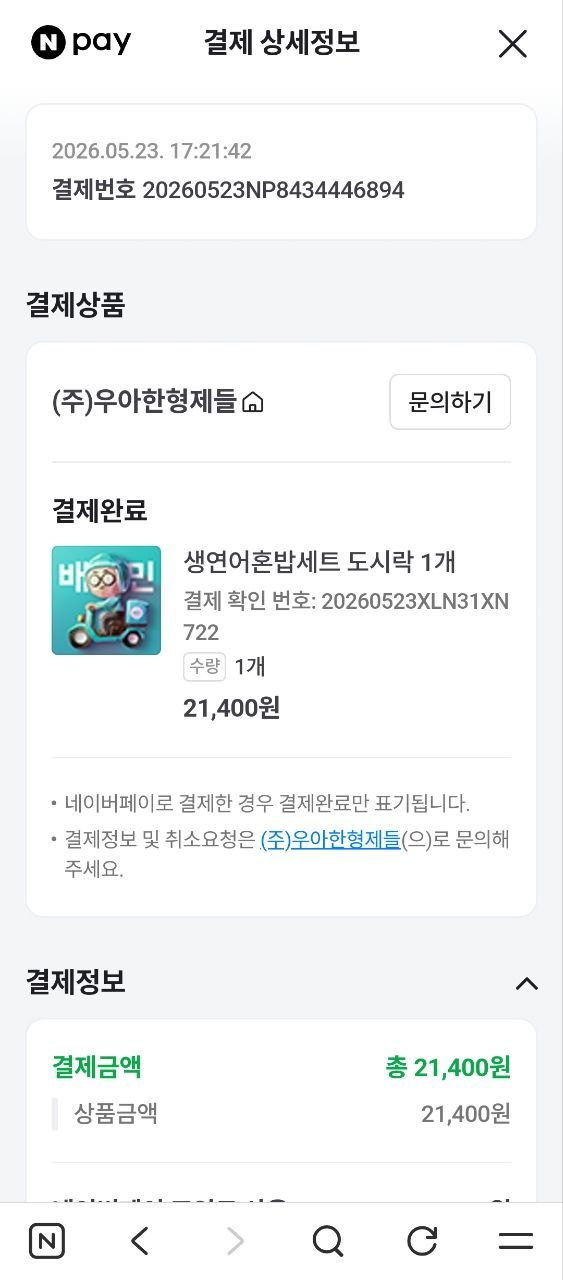 N pay 결제 상세정보
2026.05.23. 17:21:42
결제번호 20260523NP8434446894
결제상품
(주)우아한형제들 문의하기
결제완료
생연어혼밥세트 도시락 1개
결제 확인 번호: 20260523XLN31XN
722
수량 1개
21,400원
• 네이버페이로 결제한 경우 결제완료만 표기됩니다.
• 결제정보 및 취소요청은 (주)우아한형제들(으)로 문의해
주세요.
결제정보
결제금액 총 21,400원
상품금액 21,400원
N